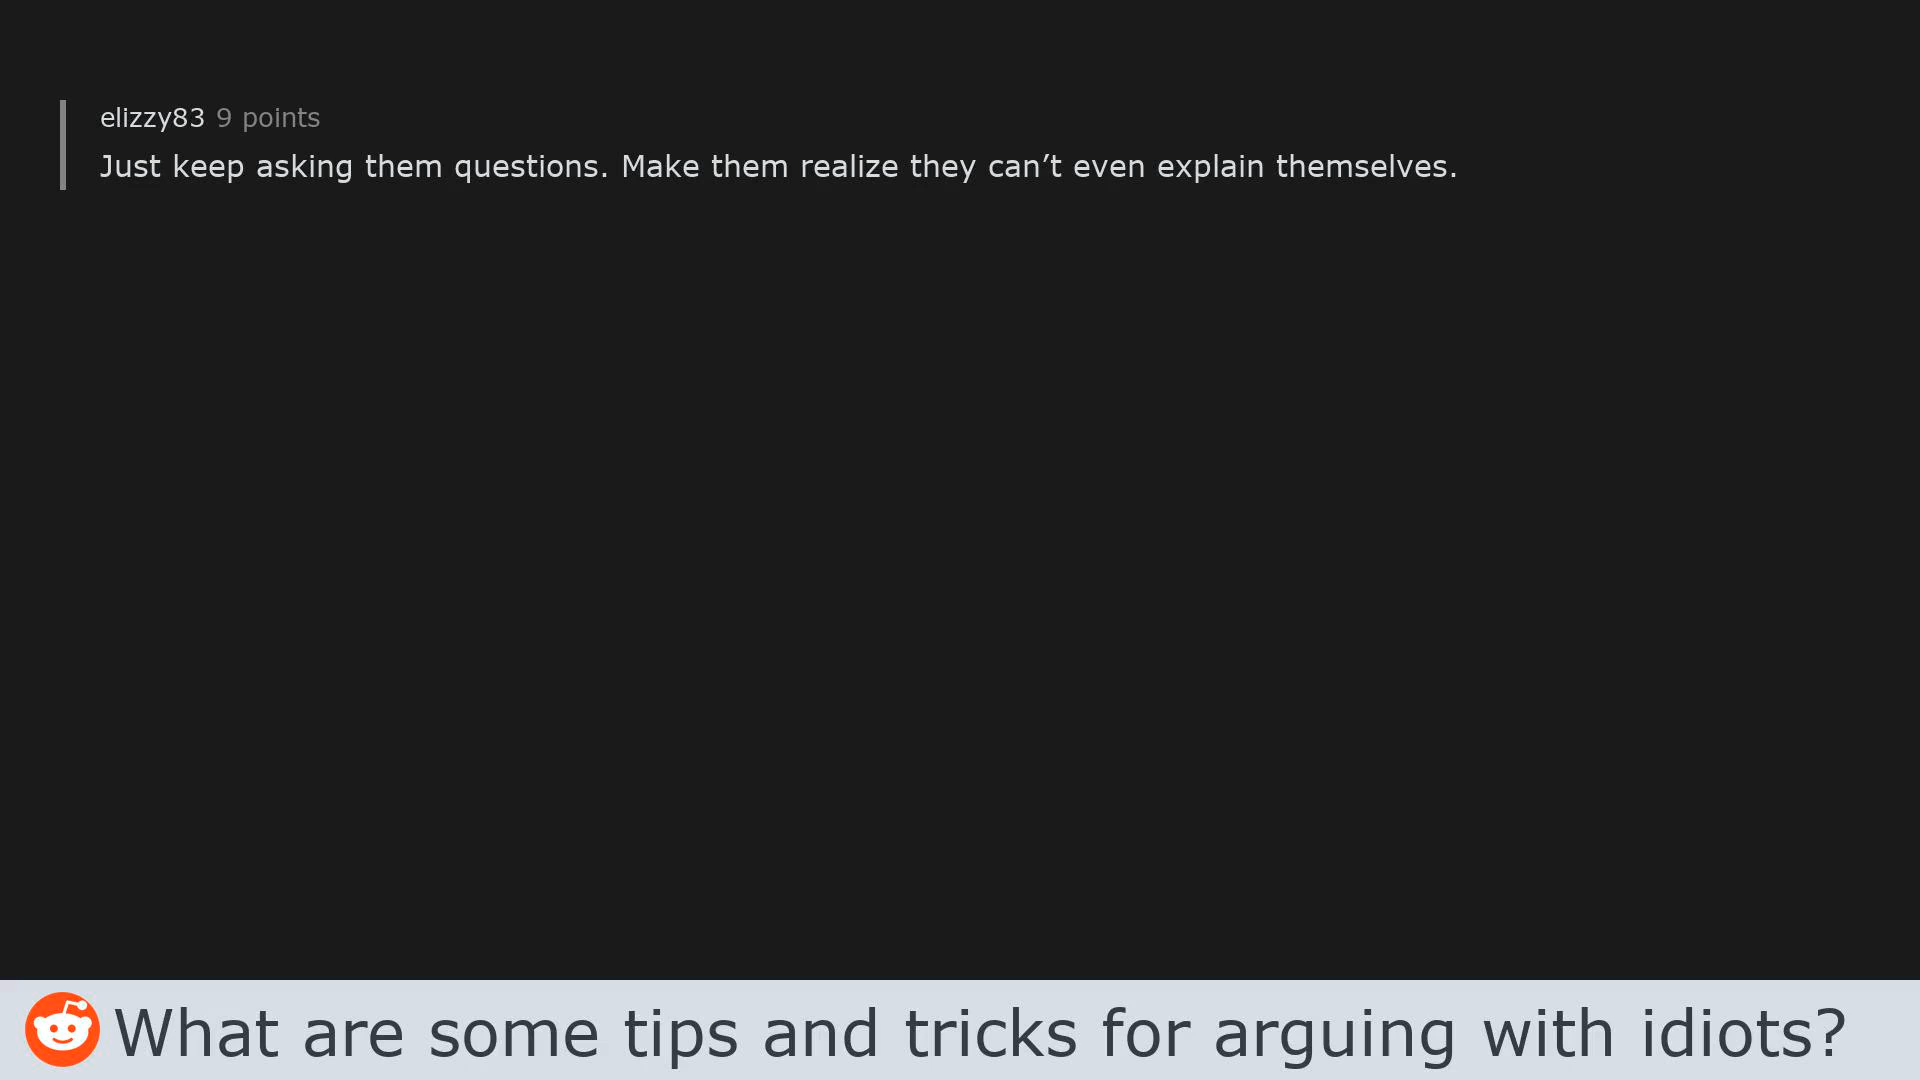 elizzy83 9 points
Just keep asking them questions. Make them realize they can’t even explain themselves.
What are some tips and tricks for arguing with idiots?